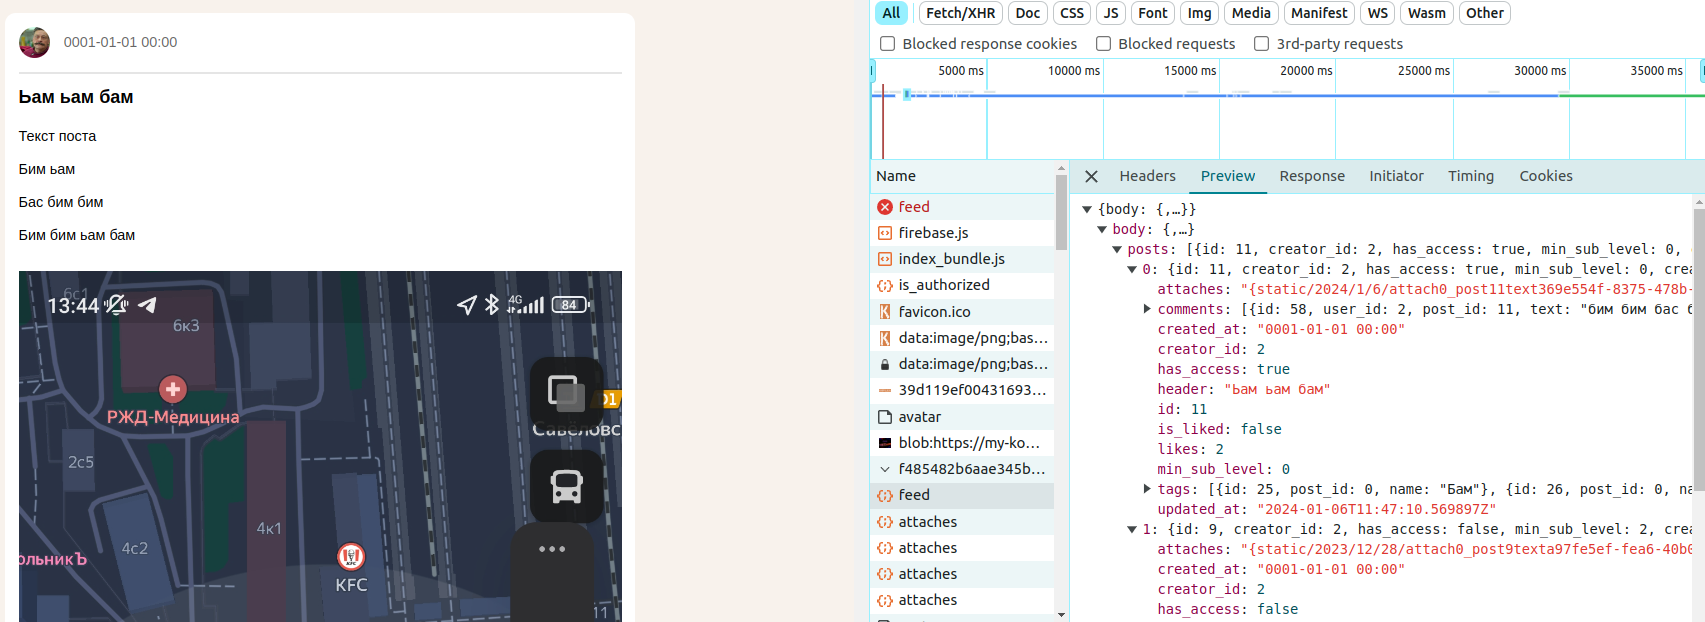 0001-01-01 00:00
Ьам ьам бам
Текст поста
Бим ьам
Бас бим бим
Бим бим ьам бам
13:44
4G
84
6с1
6к3
РЖД-Медицина
D1
Савёловс
2с5
4к1
4с2
ольникЪ
KFC
11
All
Fetch/XHR
Doc
CSS
JS
Font
Img
Media
Manifest
WS
Wasm
Other
Blocked response cookies
Blocked requests
3rd-party requests
5000 ms
10000 ms
15000 ms
20000 ms
25000 ms
30000 ms
35000 ms
Name
feed
firebase.js
index_bundle.js
is_authorized
favicon.ico
data:image/png;bas…
data:image/png;bas…
39d119ef00431693…
avatar
blob:https://my-ko…
f485482b6aae345b…
feed
attaches
attaches
attaches
attaches
Headers
Preview
Response
Initiator
Timing
Cookies
{body: {,…}}
body: {,…}
posts: [{id: 11, creator_id: 2, has_access: true, min_sub_level: 0,
0: {id: 11, creator_id: 2, has_access: true, min_sub_level: 0, crea
attaches: "{static/2024/1/6/attach0_post11text369e554f-8375-478b-
comments: [{id: 58, user_id: 2, post_id: 11, text: "бим бим бас б
created_at: "0001-01-01 00:00"
creator_id: 2
has_access: true
header: "Ьам ьам бам"
id: 11
is_liked: false
likes: 2
min_sub_level: 0
tags: [{id: 25, post_id: 0, name: "Бам"}, {id: 26, post_id: 0, na
updated_at: "2024-01-06T11:47:10.569897Z"
1: {id: 9, creator_id: 2, has_access: false, min_sub_level: 2, crea
attaches: "{static/2023/12/28/attach0_post9texta97fe5ef-fea6-40b0
created_at: "0001-01-01 00:00"
creator_id: 2
has_access: false